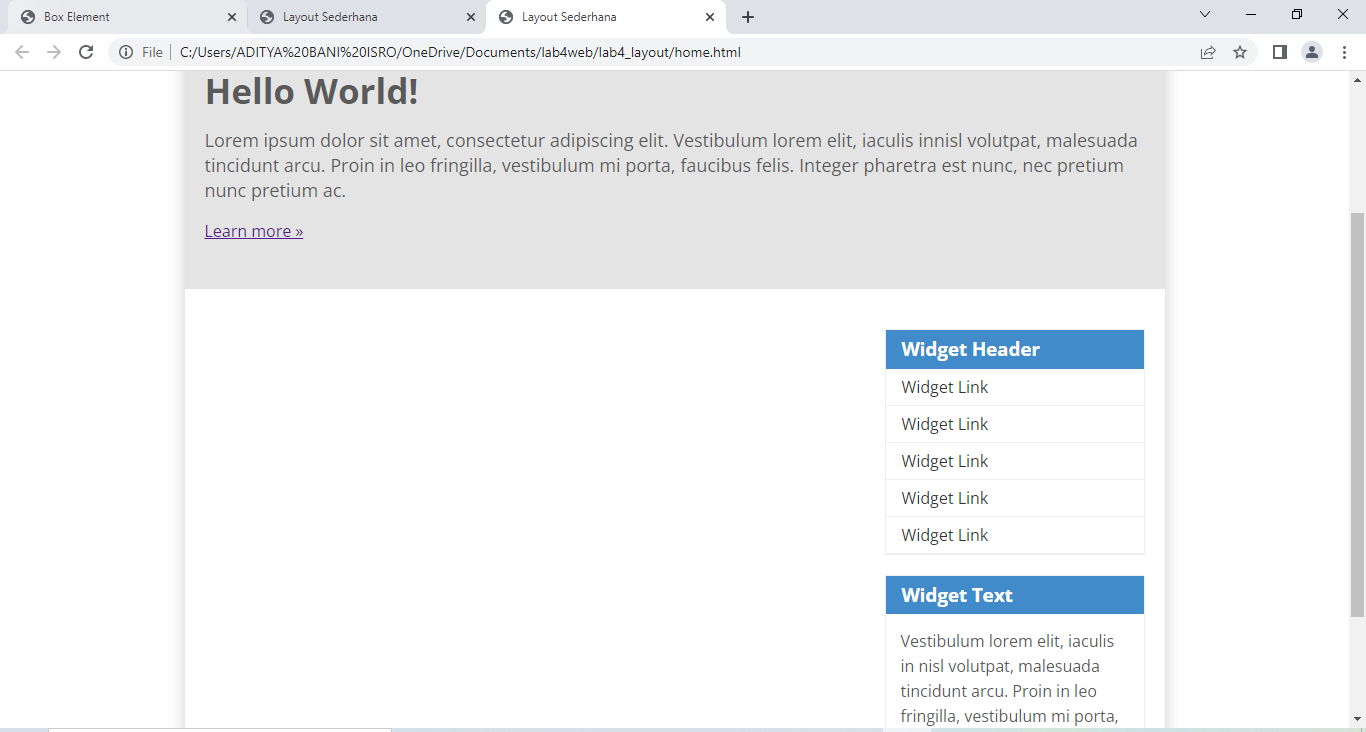 Box Element
Layout Sederhana
Layout Sederhana
File
C:/Users/ADITYA%20BANI%20ISRO/OneDrive/Documents/lab4web/lab4_layout/home.html
Hello World!
Lorem ipsum dolor sit amet, consectetur adipiscing elit. Vestibulum lorem elit, iaculis innisl volutpat, malesuada
tincidunt arcu. Proin in leo fringilla, vestibulum mi porta, faucibus felis. Integer pharetra est nunc, nec pretium
nunc pretium ac.
Learn more »
Widget Header
Widget Link
Widget Link
Widget Link
Widget Link
Widget Link
Widget Text
Vestibulum lorem elit, iaculis
in nisl volutpat, malesuada
tincidunt arcu. Proin in leo
fringilla, vestibulum mi porta,